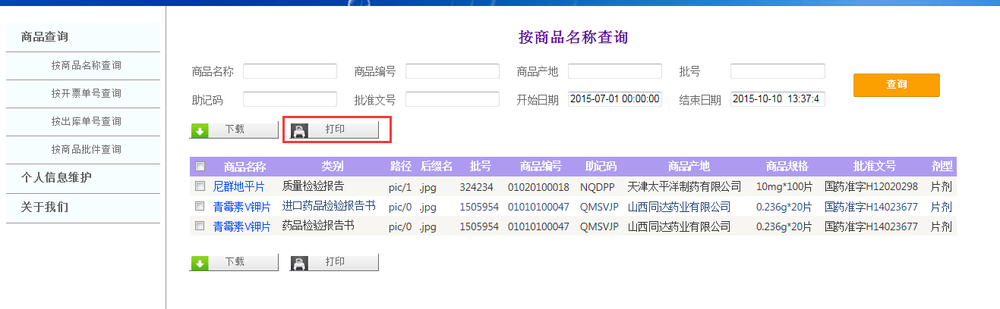 商品查询
按商品名称查询
按开票单号查询
按出库单号查询
按商品批件查询
个人信息维护
关于我们
按商品名称查询
商品名称 商品编号 商品产地 批号
查询
助记码 批准文号 开始日期 2015-07-01 00:00:00 结束日期 2015-10-10 13:37:4
下载 打印
商品名称 类别 路径 后缀名 批号 商品编号 助记码 商品产地 商品规格 批准文号 剂型
尼群地平片 质量检验报告 pic/1 .jpg 324234 01020100018 NQDPP 天津太平洋制药有限公司 10mg*100片 国药准字H12020298 片剂
青霉素V钾片 进口药品检验报告书 pic/0 .jpg 1505954 01010100047 QMSVJP 山西同达药业有限公司 0.236g*20片 国药准字H14023677 片剂
青霉素V钾片 药品检验报告书 pic/0 .jpg 1505954 01010100047 QMSVJP 山西同达药业有限公司 0.236g*20片 国药准字H14023677 片剂
下载 打印